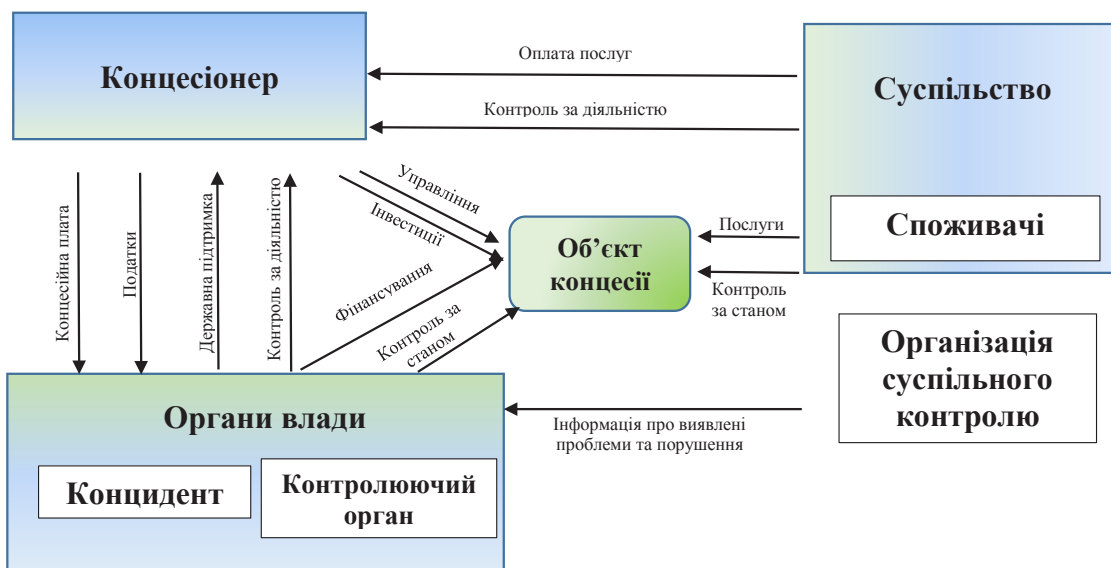 Концесіонер
Оплата послуг
Контроль за діяльністю
Суспільство
Споживачі
Концесійна плата
Податки
Державна підтримка
Контроль за діяльністю
Управління
Інвестиції
Фінансування
Контроль за
станом
Об’єкт
концесії
Послуги
Контроль
за станом
Організація
суспільного
контролю
Органи влади
Інформація про виявлені
проблеми та порушення
Концидент
Контролюючий
орган